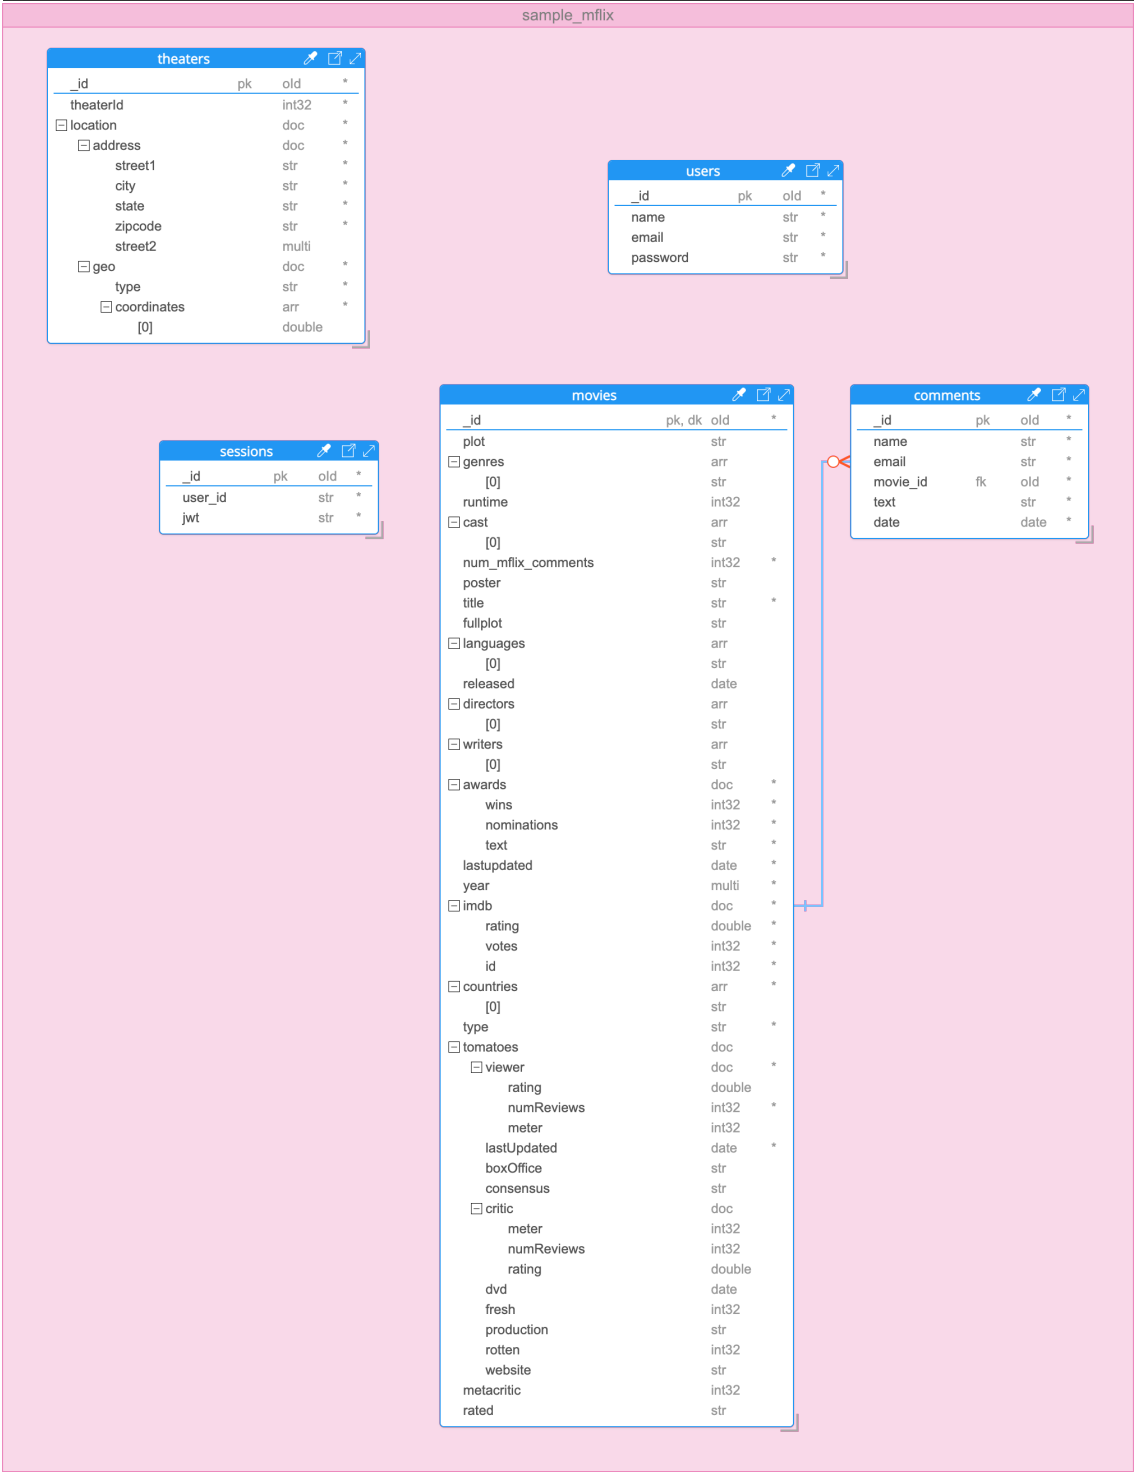 sample_mflix
theaters
_id pk oId *
theaterId int32 *
location doc *
address doc *
street1 str *
city str *
state str *
zipcode str *
street2 multi
geo doc *
type str *
coordinates arr *
[0] double
users
_id pk oId *
name str *
email str *
password str *
sessions
_id pk oId *
user_id str *
jwt str *
movies
_id pk, dk oId *
plot str
genres arr
[0] str
runtime int32
cast arr
[0] str
num_mflix_comments int32 *
poster str
title str *
fullplot str
languages arr
[0] str
released date
directors arr
[0] str
writers arr
[0] str
awards doc *
wins int32 *
nominations int32 *
text str *
lastupdated date *
year multi *
imdb doc *
rating double *
votes int32 *
id int32 *
countries arr *
[0] str
type str *
tomatoes doc
viewer doc *
rating double
numReviews int32 *
meter int32
lastUpdated date *
boxOffice str
consensus str
critic doc
meter int32
numReviews int32
rating double
dvd date
fresh int32
production str
rotten int32
website str
metacritic int32
rated str
comments
_id pk oId *
name str *
email str *
movie_id fk oId *
text str *
date date *